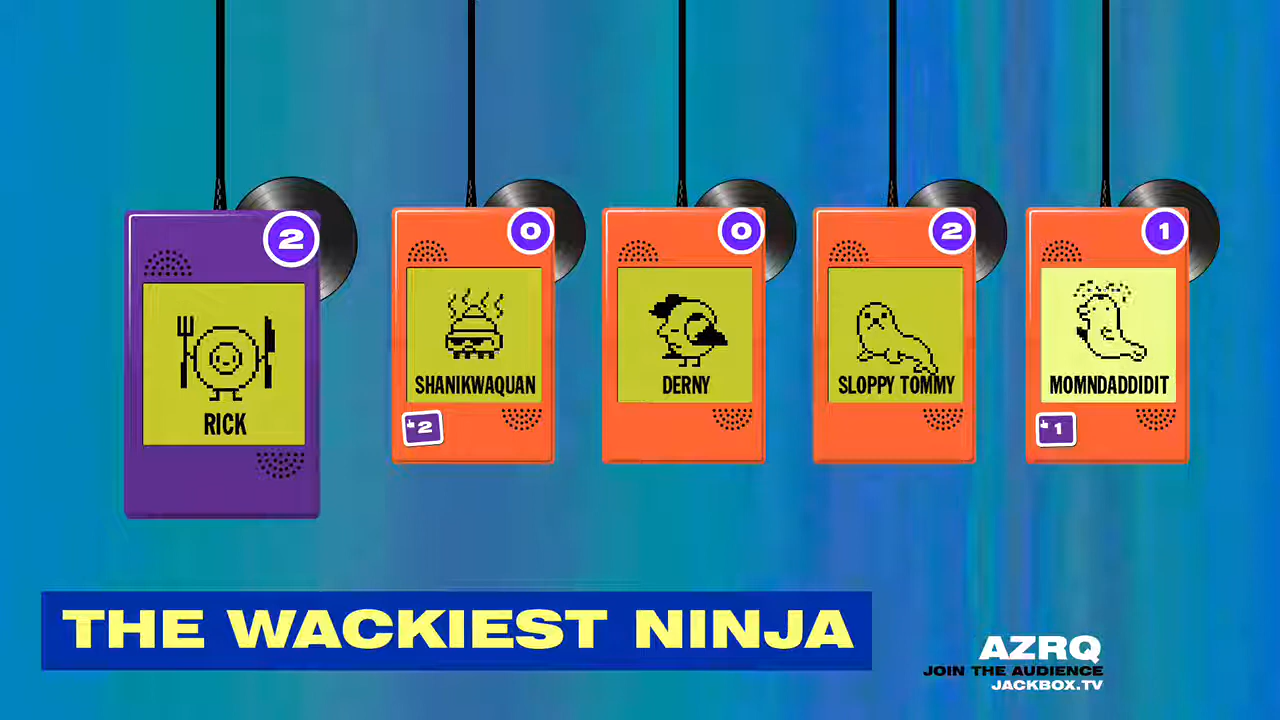 2
0
0
2
1
RICK
SHANIKWAQUAN
DERNY
SLOPPY TOMMY
MOMNDADDIDIT
2
1
THE WACKIEST NINJA
AZRQ
JOIN THE AUDIENCE
JACKBOX.TV